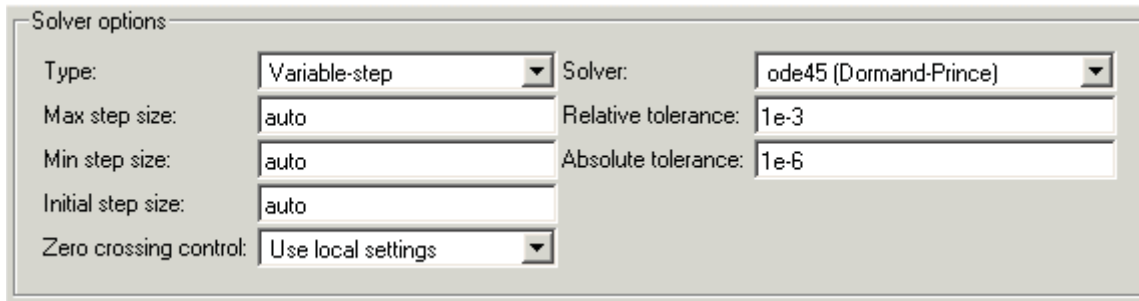 Solver options
Type: Variable-step Solver: ode45 (Dormand-Prince)
Max step size: auto Relative tolerance: 1e-3
Min step size: auto Absolute tolerance: 1e-6
Initial step size: auto
Zero crossing control: Use local settings